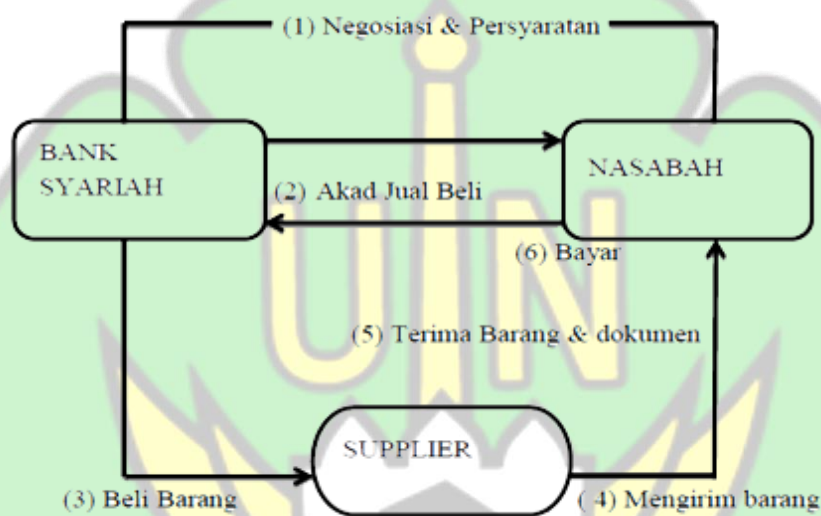 (1) Negosiasi & Persyaratan
BANK
SYARIAH
NASABAH
(2) Akad Jual Beli
(6) Bayar
(5) Terima Barang & dokumen
SUPPLIER
(3) Beli Barang
( 4) Mengirim barang
UIN